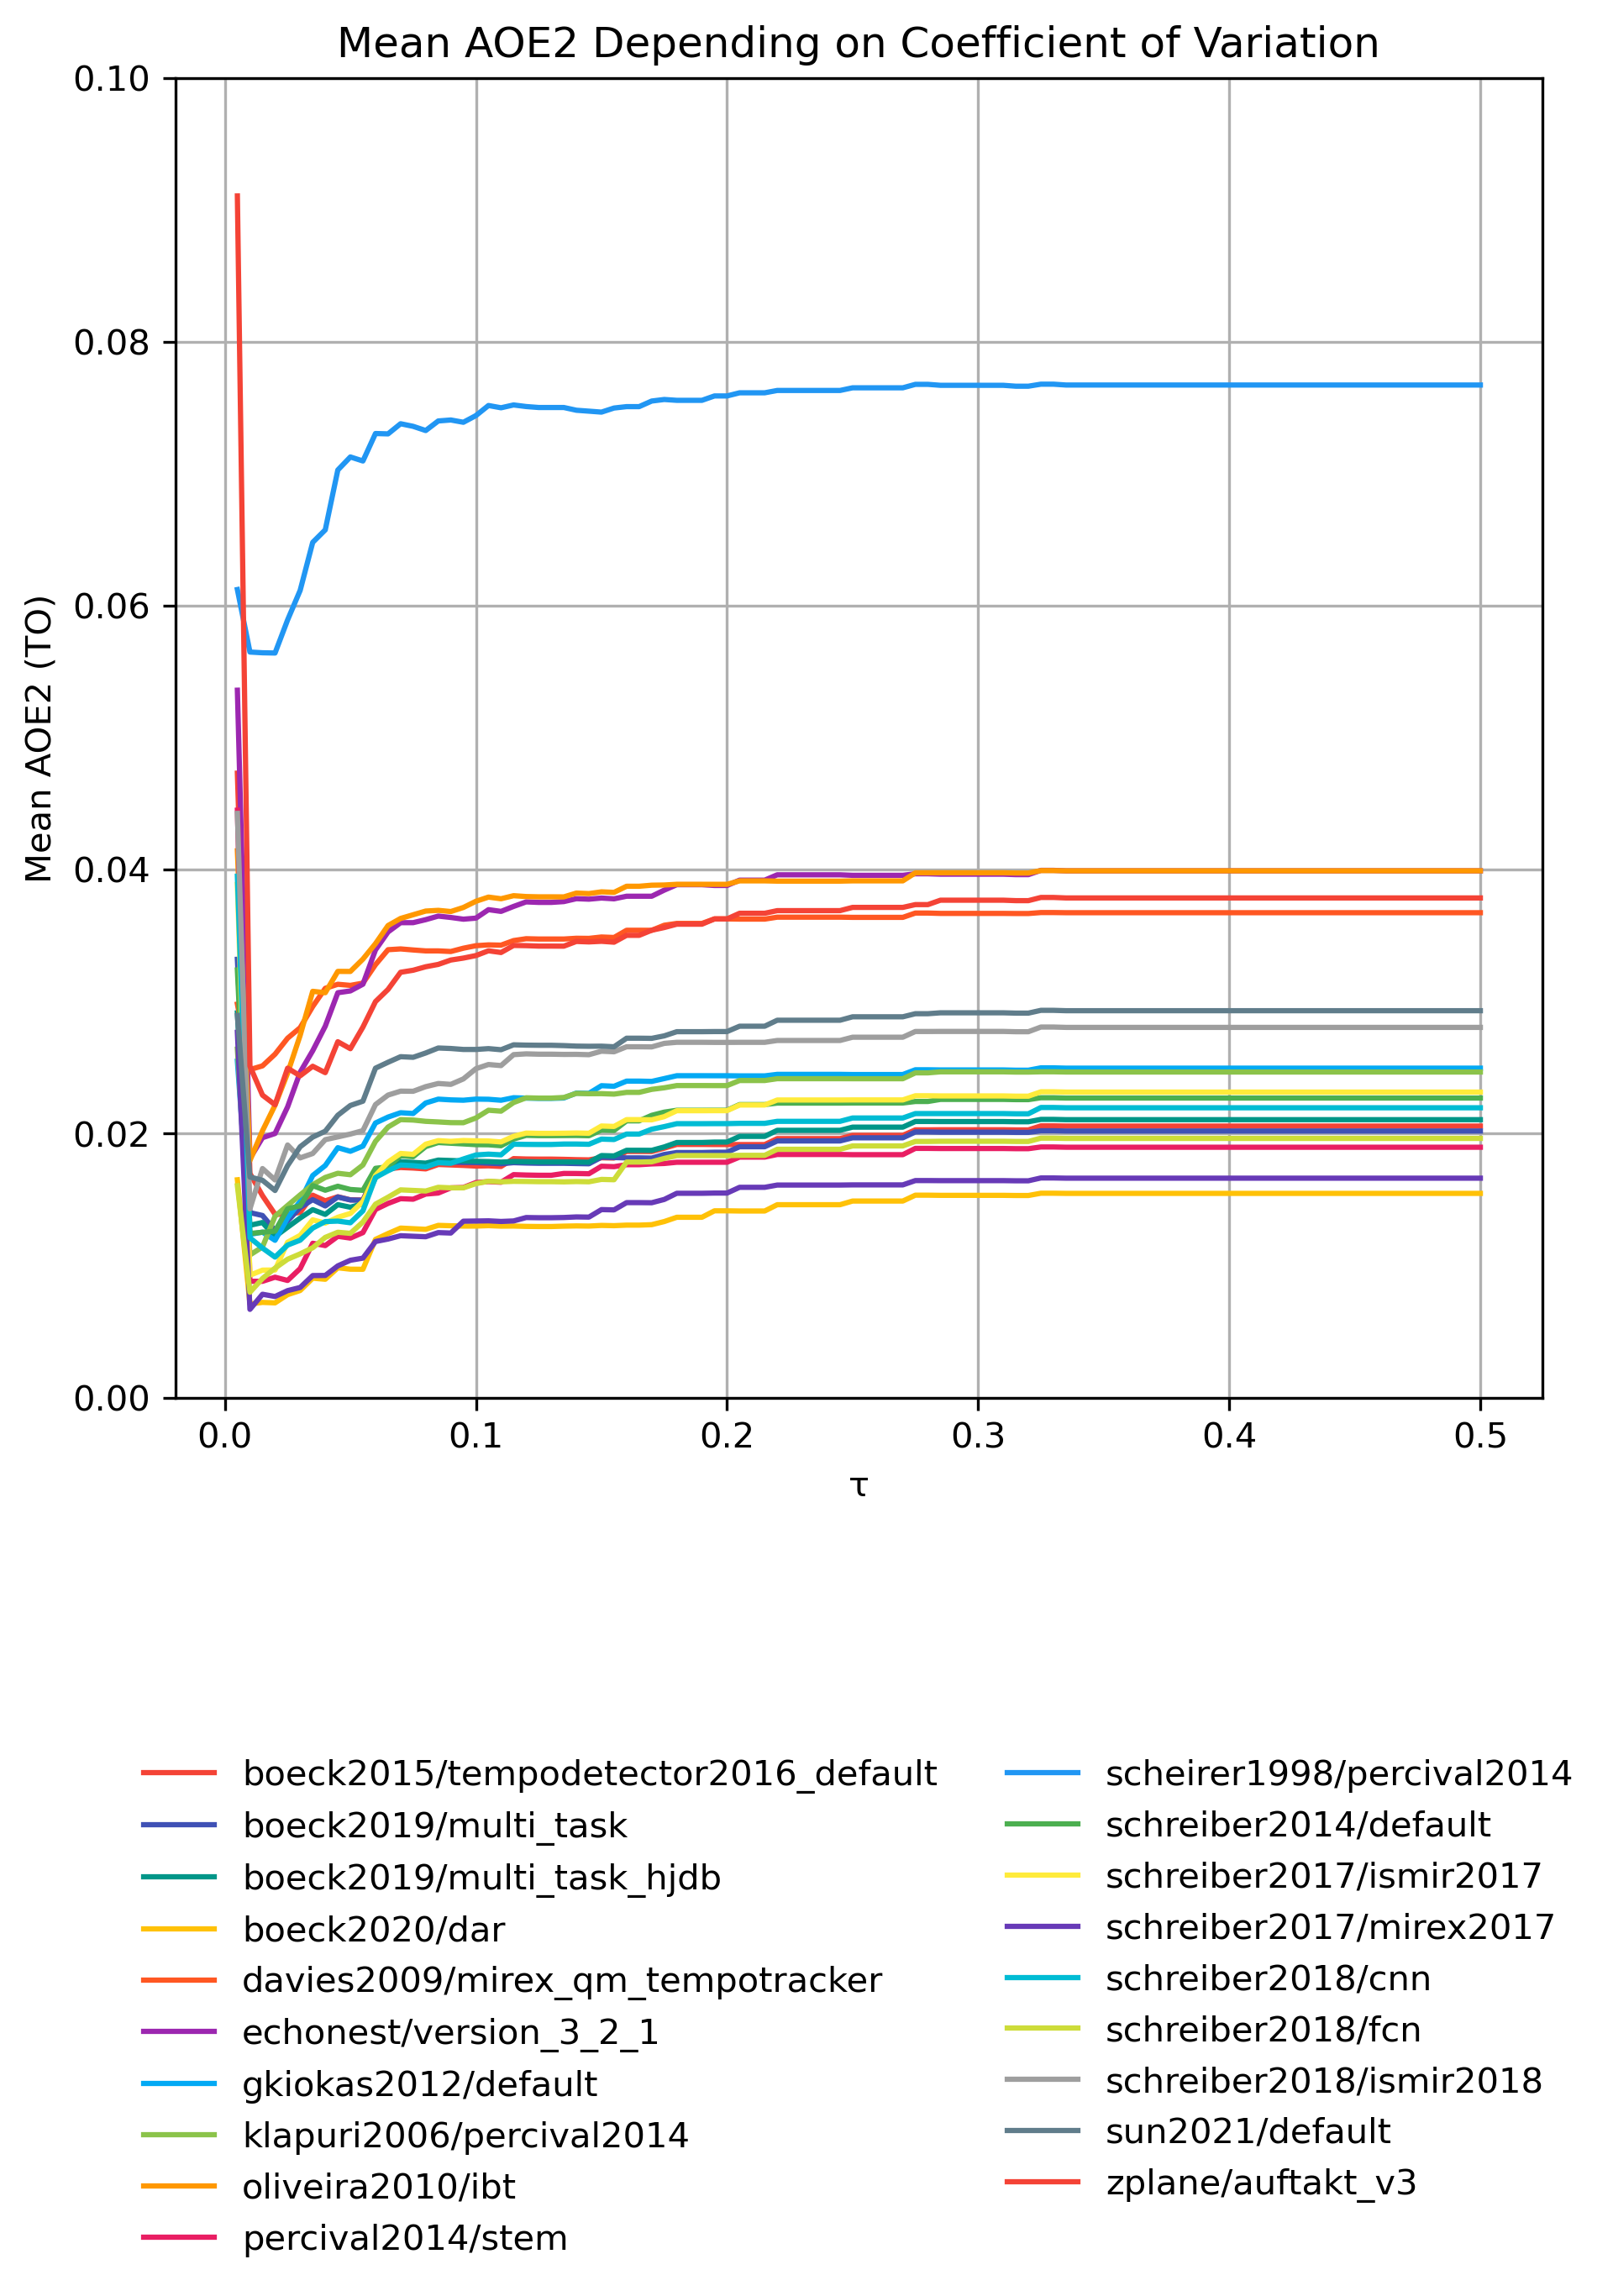 Mean AOE2 Depending on Coefficient of Variation
0.10
0.08
0.06
0.04
0.02
0.00
Mean AOE2 (TO)
0.0 0.1 0.2 0.3 0.4 0.5
τ
boeck2015/tempodetector2016_default
boeck2019/multi_task
boeck2019/multi_task_hjdb
boeck2020/dar
davies2009/mirex_qm_tempotracker
echonest/version_3_2_1
gkiokas2012/default
klapuri2006/percival2014
oliveira2010/ibt
percival2014/stem
scheirer1998/percival2014
schreiber2014/default
schreiber2017/ismir2017
schreiber2017/mirex2017
schreiber2018/cnn
schreiber2018/fcn
schreiber2018/ismir2018
sun2021/default
zplane/auftakt_v3